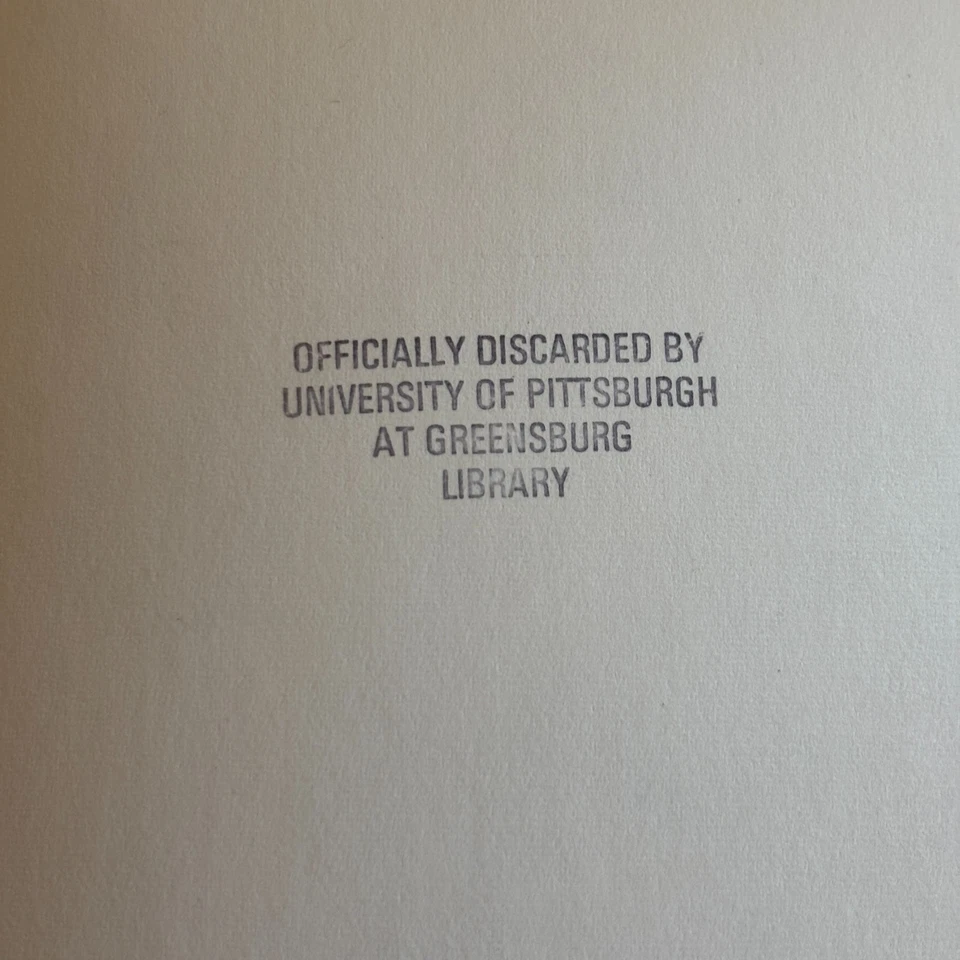 OFFICIALLY DISCARDED BY
UNIVERSITY OF PITTSBURGH
AT GREENSBURG
LIBRARY